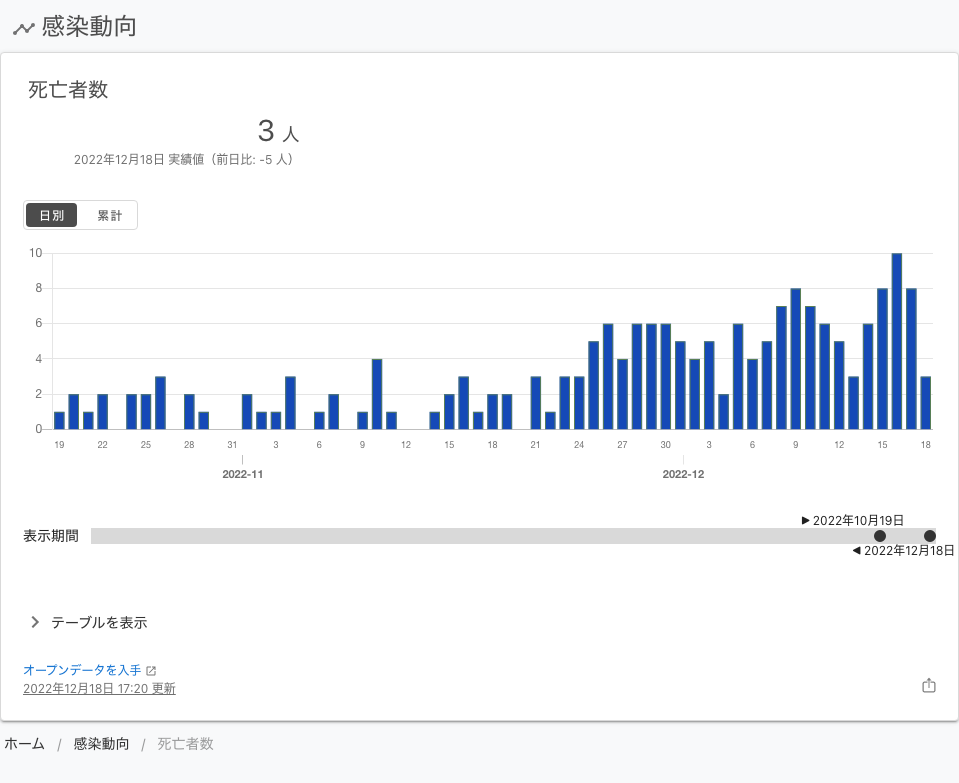 感染動向
死亡者数
3 人
2022年12月18日 実績値（前日比: -5 人）
日別 累計
10
8
6
4
2
0
19 22 25 28 31 3 6 9 12 15 18 21 24 27 30 3 6 9 12 15 18
2022-11 2022-12
2022年10月19日
表示期間
2022年12月18日
テーブルを表示
オープンデータを入手
2022年12月18日 17:20 更新
ホーム / 感染動向 / 死亡者数